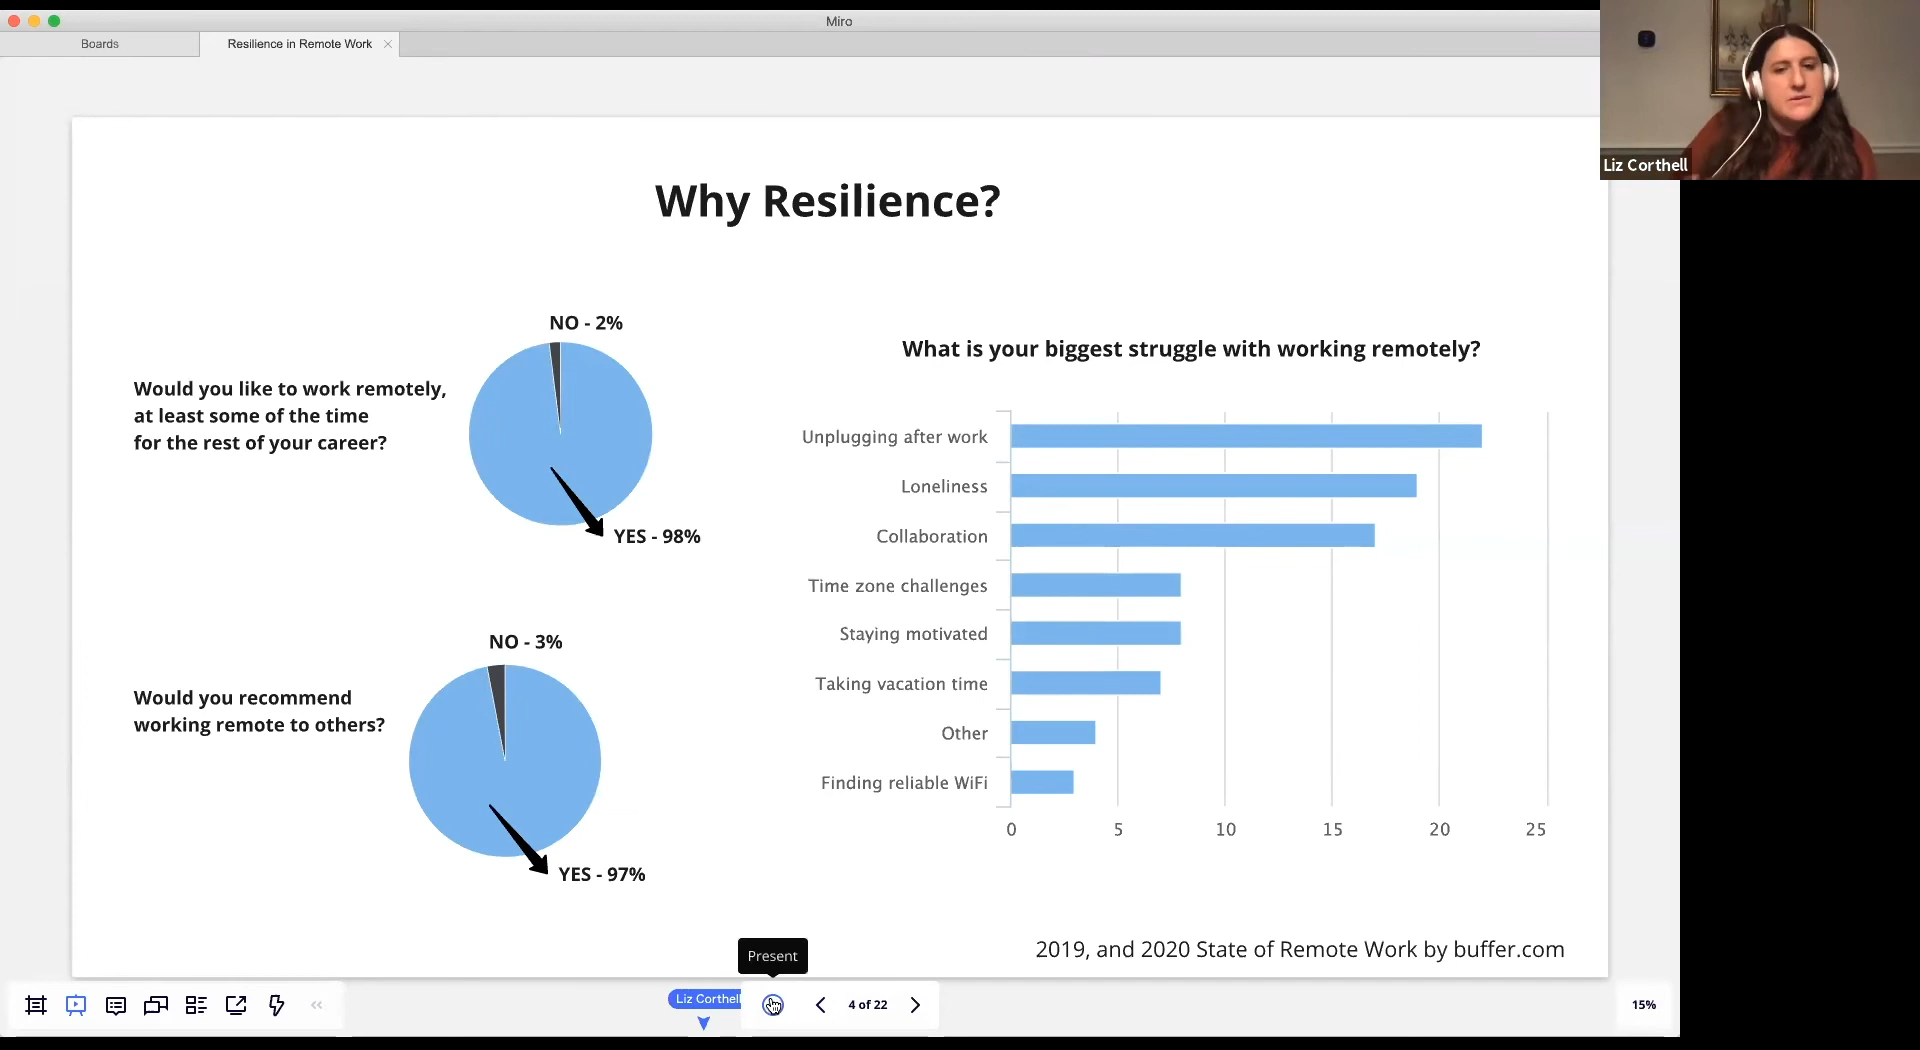 Miro
Boards
Resilience in Remote Work
Liz Corthell
Why Resilience?
NO - 2%
Would you like to work remotely,
at least some of the time
for the rest of your career?
YES - 98%
NO - 3%
Would you recommend
working remote to others?
YES - 97%
What is your biggest struggle with working remotely?
Unplugging after work
Loneliness
Collaboration
Time zone challenges
Staying motivated
Taking vacation time
Other
Finding reliable WiFi
0 5 10 15 20 25
2019, and 2020 State of Remote Work by buffer.com
Present
Liz Corthell
4 of 22
15%